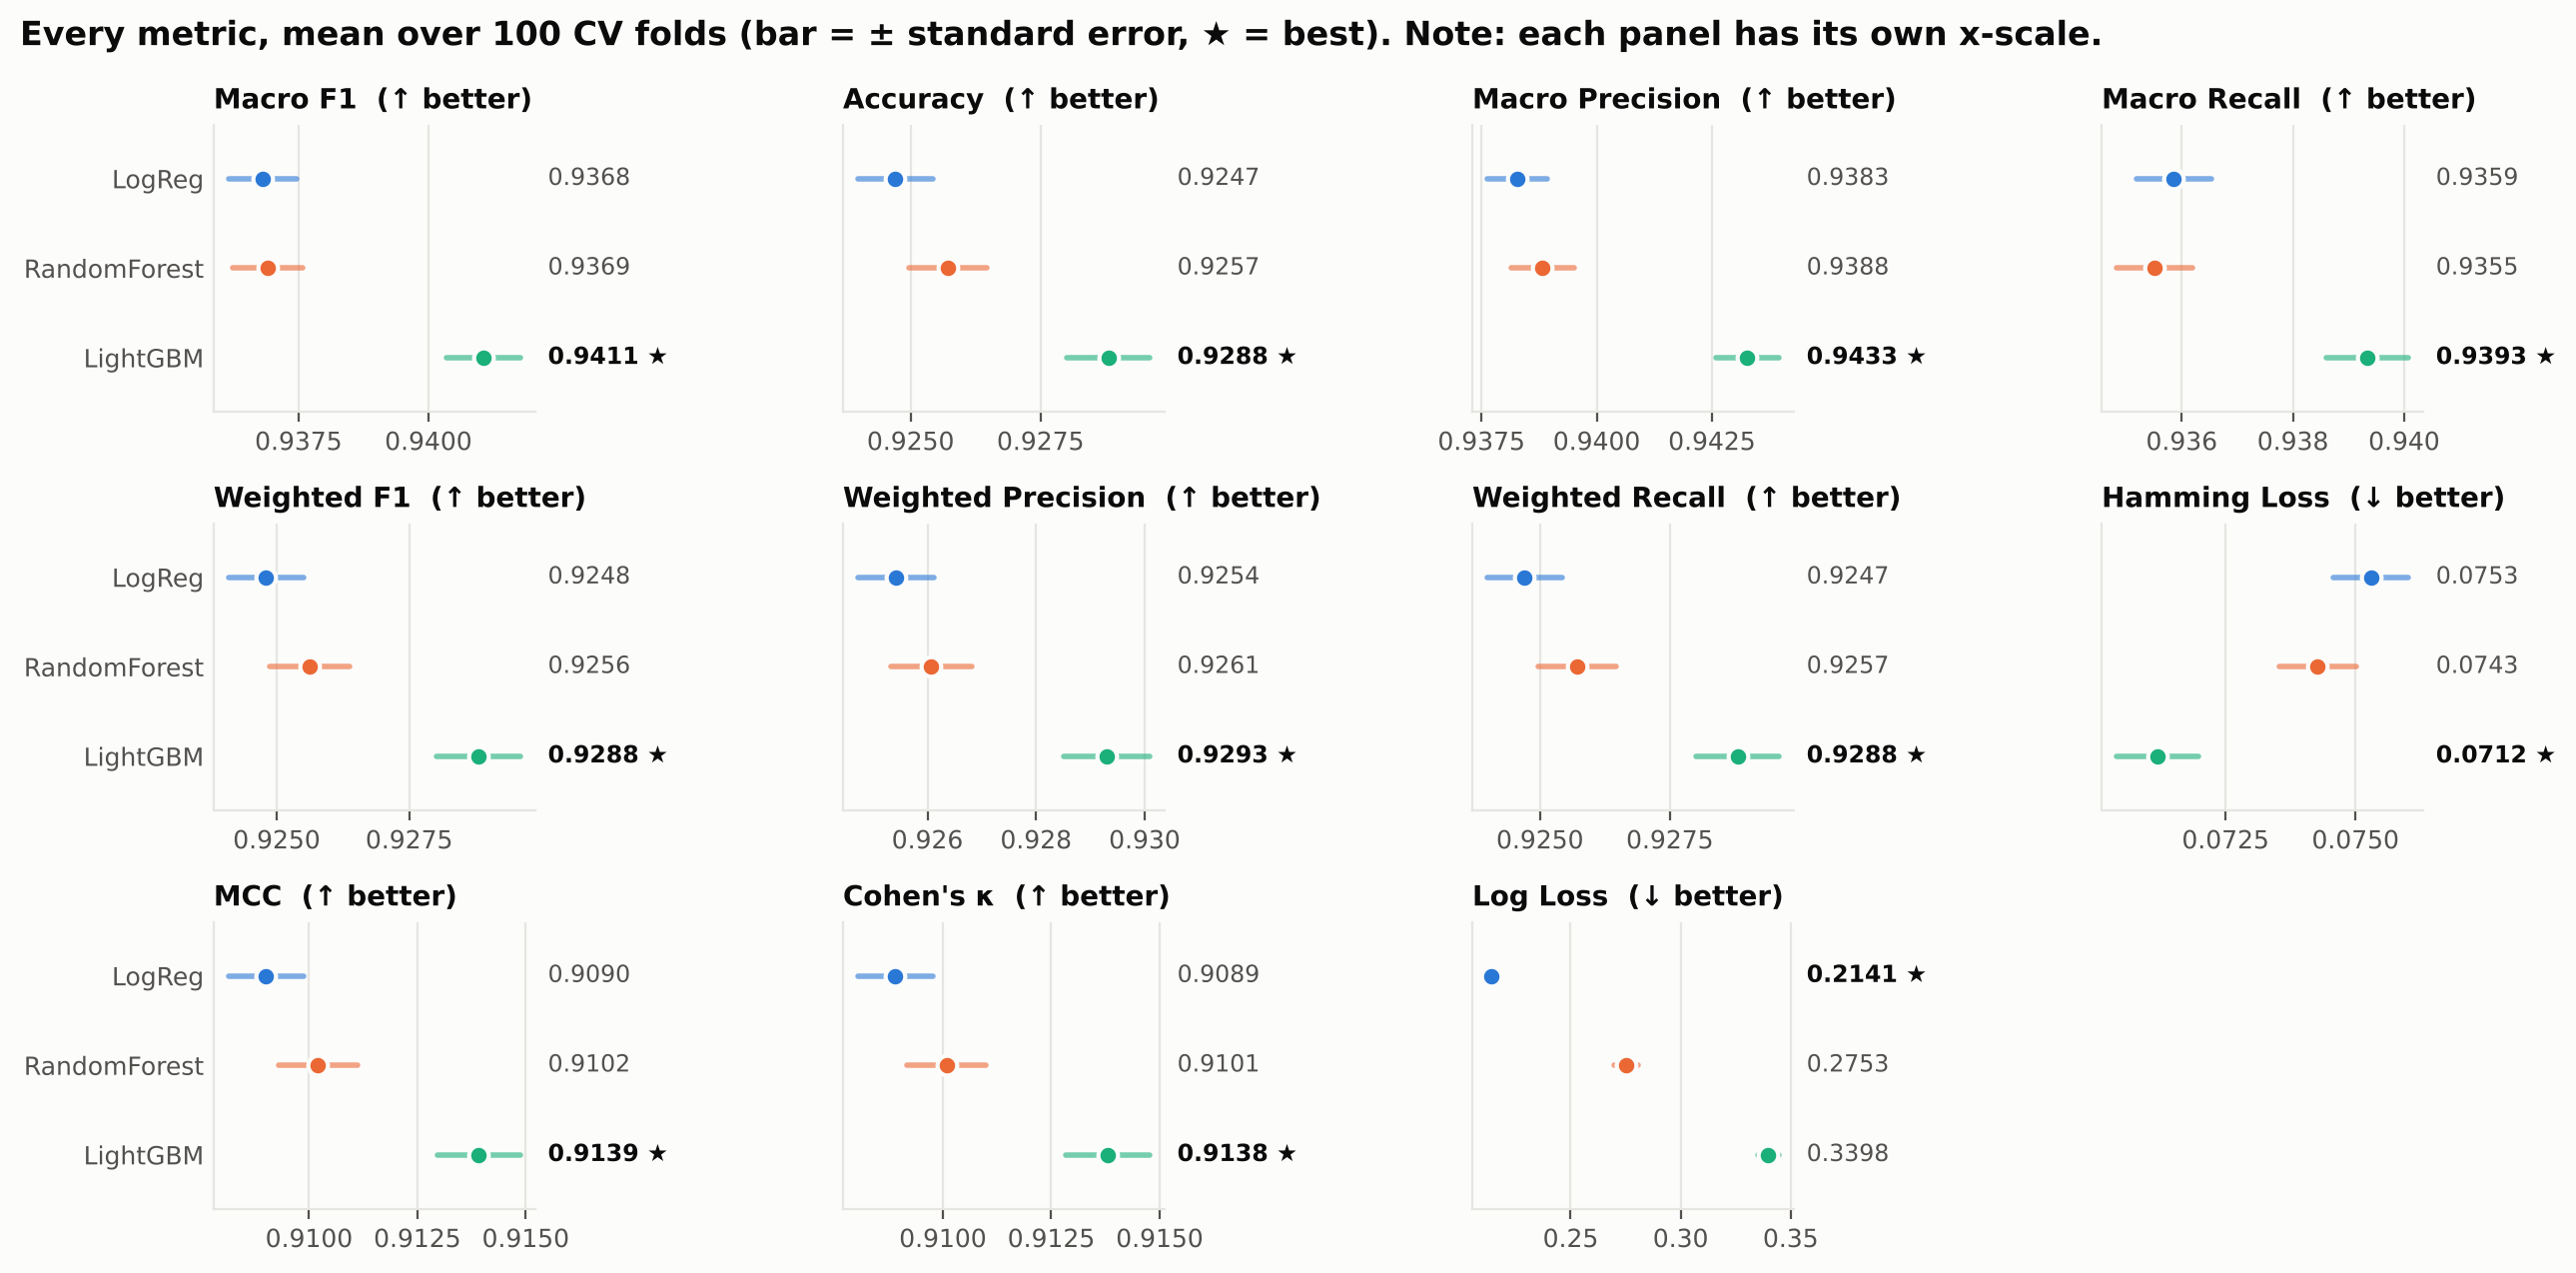 Every metric, mean over 100 CV folds (bar = ± standard error, ★ = best). Note: each panel has its own x-scale.
Macro F1 (↑ better)
LogReg 0.9368
RandomForest 0.9369
LightGBM 0.9411 ★
0.9375 0.9400
Accuracy (↑ better)
0.9247
0.9257
0.9288 ★
0.9250 0.9275
Macro Precision (↑ better)
0.9383
0.9388
0.9433 ★
0.9375 0.9400 0.9425
Macro Recall (↑ better)
0.9359
0.9355
0.9393 ★
0.936 0.938 0.940
Weighted F1 (↑ better)
LogReg 0.9248
RandomForest 0.9256
LightGBM 0.9288 ★
0.9250 0.9275
Weighted Precision (↑ better)
0.9254
0.9261
0.9293 ★
0.926 0.928 0.930
Weighted Recall (↑ better)
0.9247
0.9257
0.9288 ★
0.9250 0.9275
Hamming Loss (↓ better)
0.0753
0.0743
0.0712 ★
0.0725 0.0750
MCC (↑ better)
LogReg 0.9090
RandomForest 0.9102
LightGBM 0.9139 ★
0.9100 0.9125 0.9150
Cohen's κ (↑ better)
0.9089
0.9101
0.9138 ★
0.9100 0.9125 0.9150
Log Loss (↓ better)
0.2141 ★
0.2753
0.3398
0.25 0.30 0.35